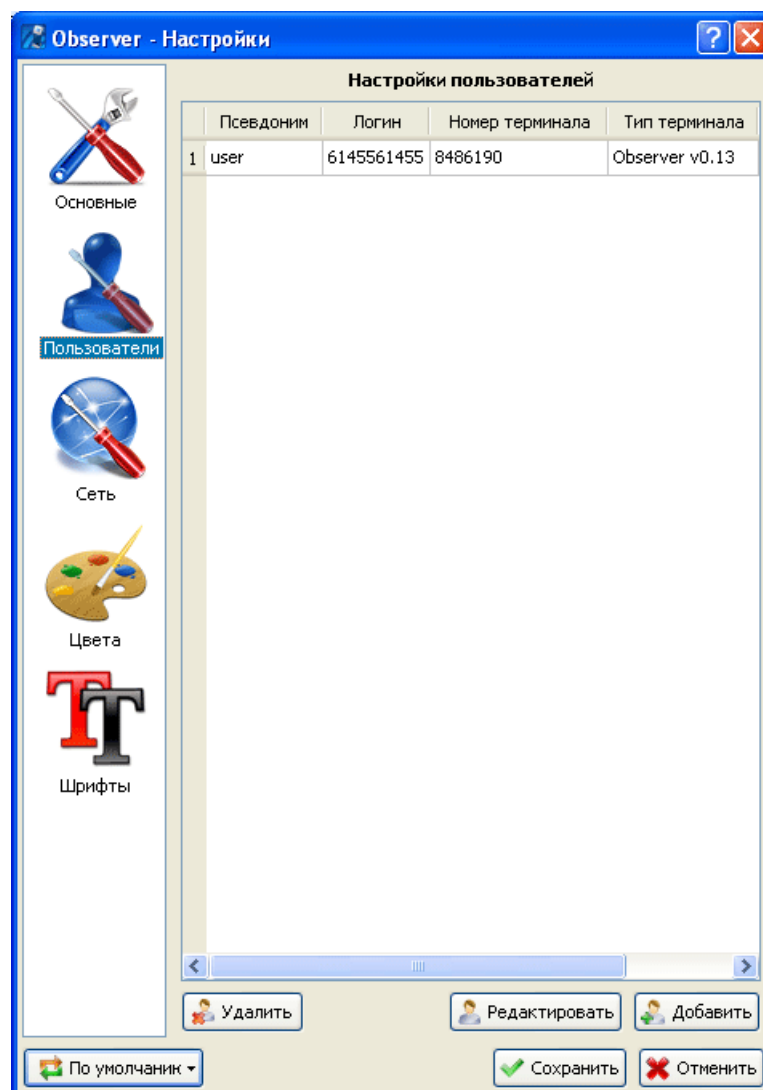 Observer - Настройки
Настройки пользователей
Псевдоним Логин Номер терминала Тип терминала
1 user 6145561455 8486190 Observer v0.13
Основные
Пользователи
Сеть
Цвета
Шрифты
Удалить Редактировать Добавить
По умолчаник Сохранить Отменить